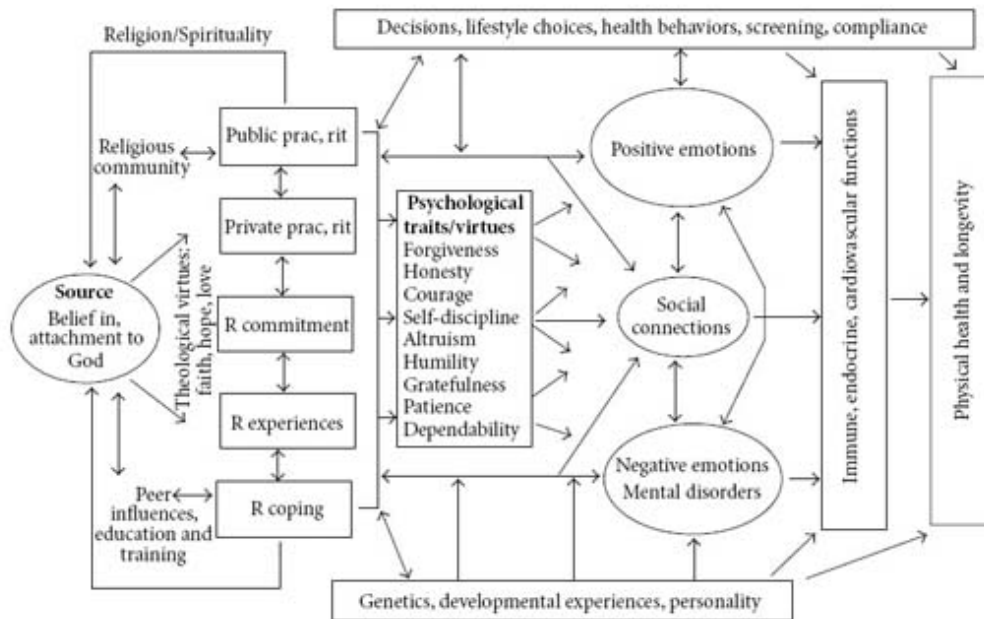 Religion/Spirituality
Decisions, lifestyle choices, health behaviors, screening, compliance
Public prac, rit
Religious
community
Private prac, rit
Source
Belief in,
attachment to
God
Theological virtues:
faith, hope, love
R commitment
R experiences
Peer
influences,
education and
training
R coping
Psychological
traits/virtues
Forgiveness
Honesty
Courage
Self-discipline
Altruism
Humility
Gratefulness
Patience
Dependability
Positive emotions
Social
connections
Negative emotions
Mental disorders
Immune, endocrine, cardiovascular functions
Physical health and longevity
Genetics, developmental experiences, personality